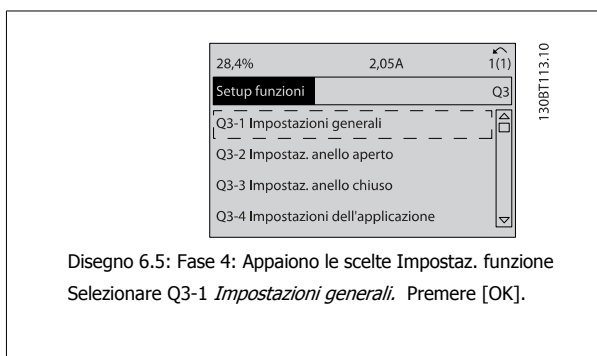 28,4% 2,05A 1(1)
Setup funzioni Q3
Q3-1 Impostazioni generali
Q3-2 Impostaz. anello aperto
Q3-3 Impostaz. anello chiuso
Q3-4 Impostazioni dell'applicazione
130BT113.10
Disegno 6.5: Fase 4: Appaiono le scelte Impostaz. funzione
Selezionare Q3-1 Impostazioni generali. Premere [OK].